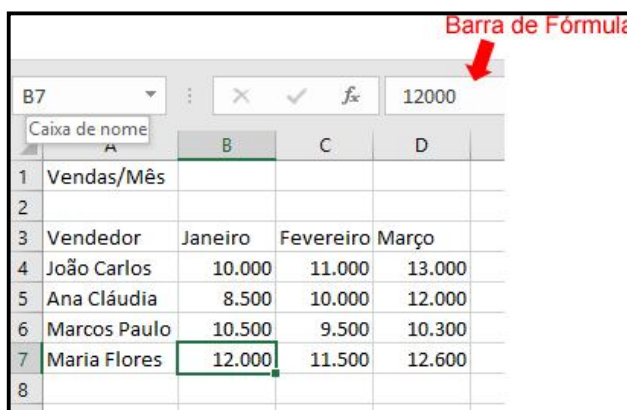 Barra de Fórmula
B7 fx 12000
Caixa de nome
A B C D
1 Vendas/Mês
2
3 Vendedor Janeiro Fevereiro Março
4 João Carlos 10.000 11.000 13.000
5 Ana Cláudia 8.500 10.000 12.000
6 Marcos Paulo 10.500 9.500 10.300
7 Maria Flores 12.000 11.500 12.600
8